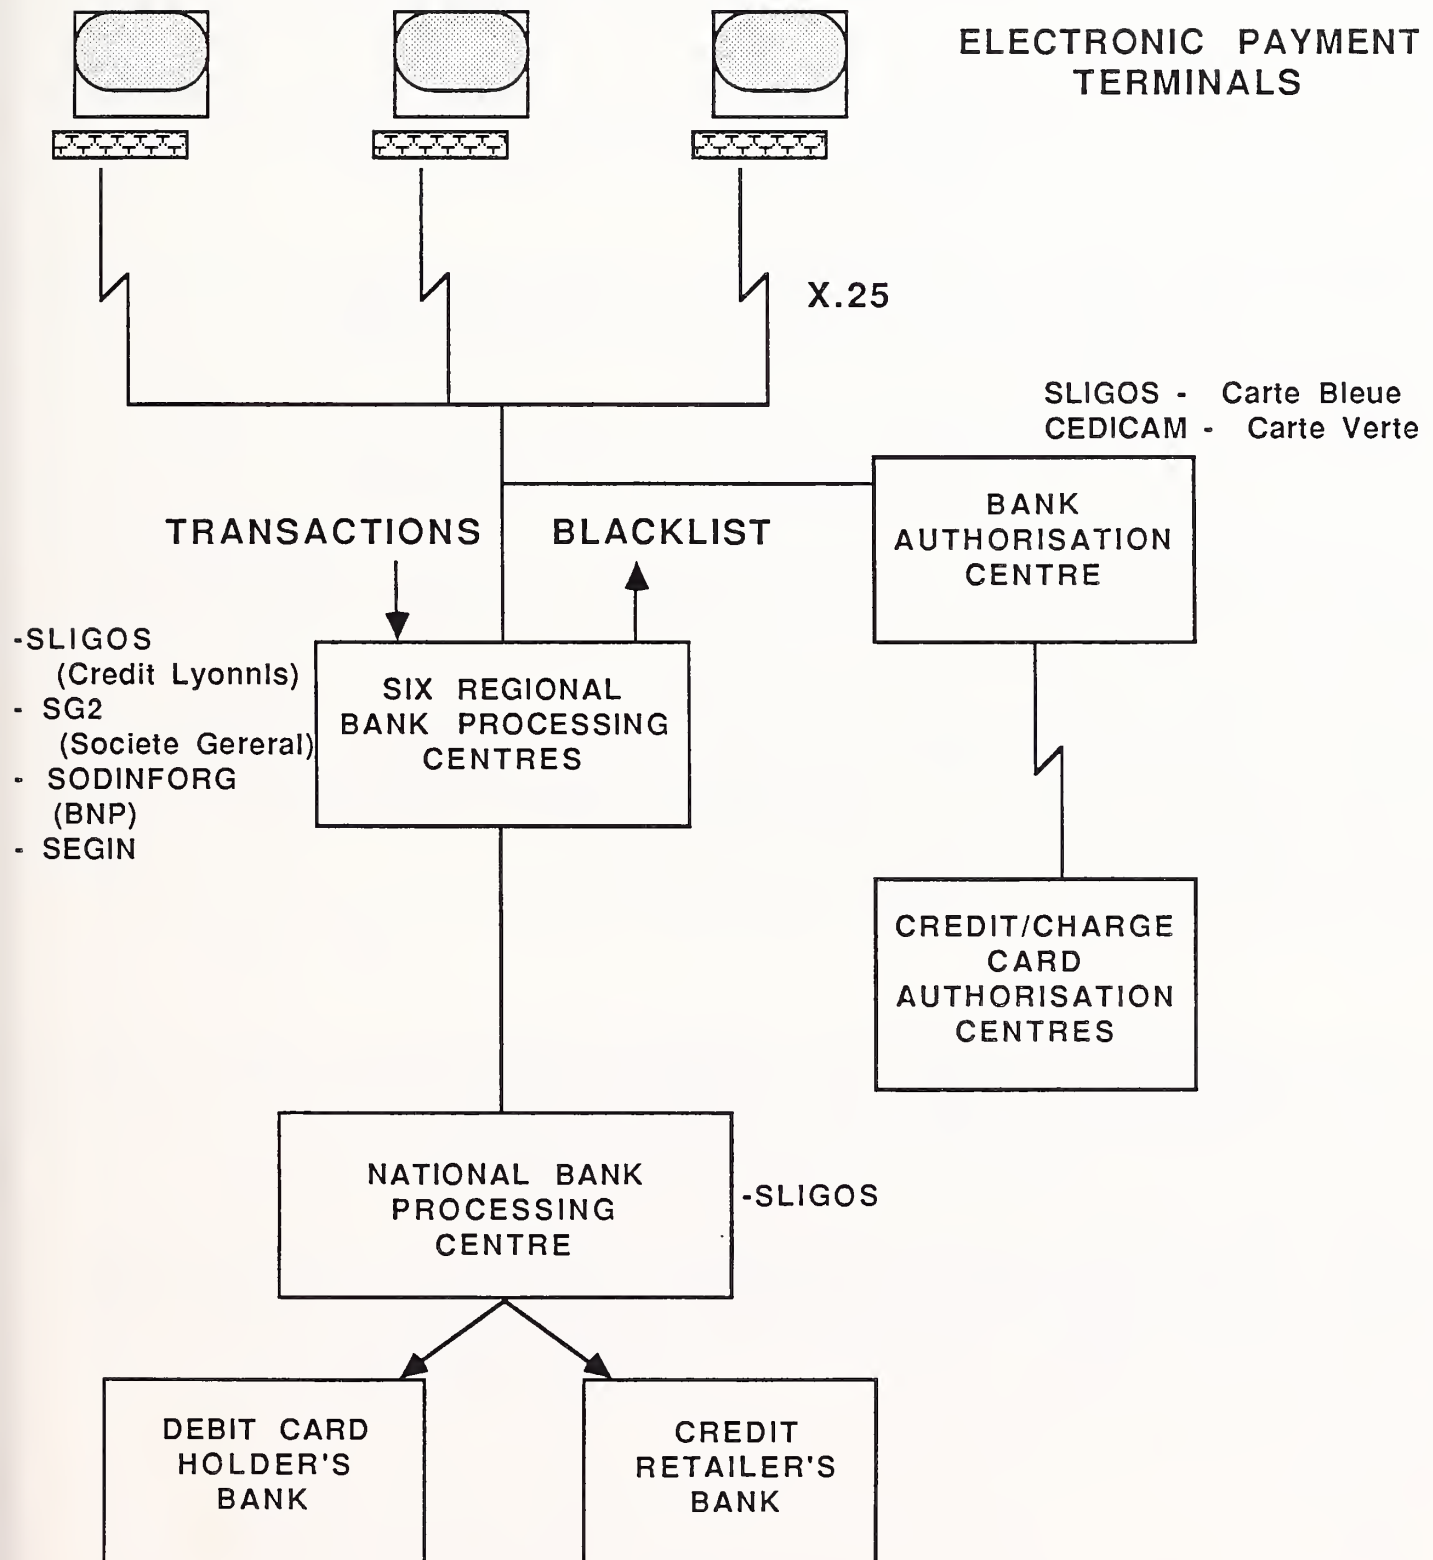 ELECTRONIC PAYMENT
TERMINALS
X.25
SLIGOS - Carte Bleue
CEDICAM - Carte Verte
BANK
AUTHORISATION
CENTRE
TRANSACTIONS
BLACKLIST
-SLIGOS
(Credit Lyonnls)
- SG2
(Societe Gereral)
- SODINFORG
(BNP)
- SEGIN
SIX REGIONAL
BANK PROCESSING
CENTRES
CREDIT/CHARGE
CARD
AUTHORISATION
CENTRES
NATIONAL BANK
PROCESSING
CENTRE
-SLIGOS
DEBIT CARD
HOLDER'S
BANK
CREDIT
RETAILER'S
BANK